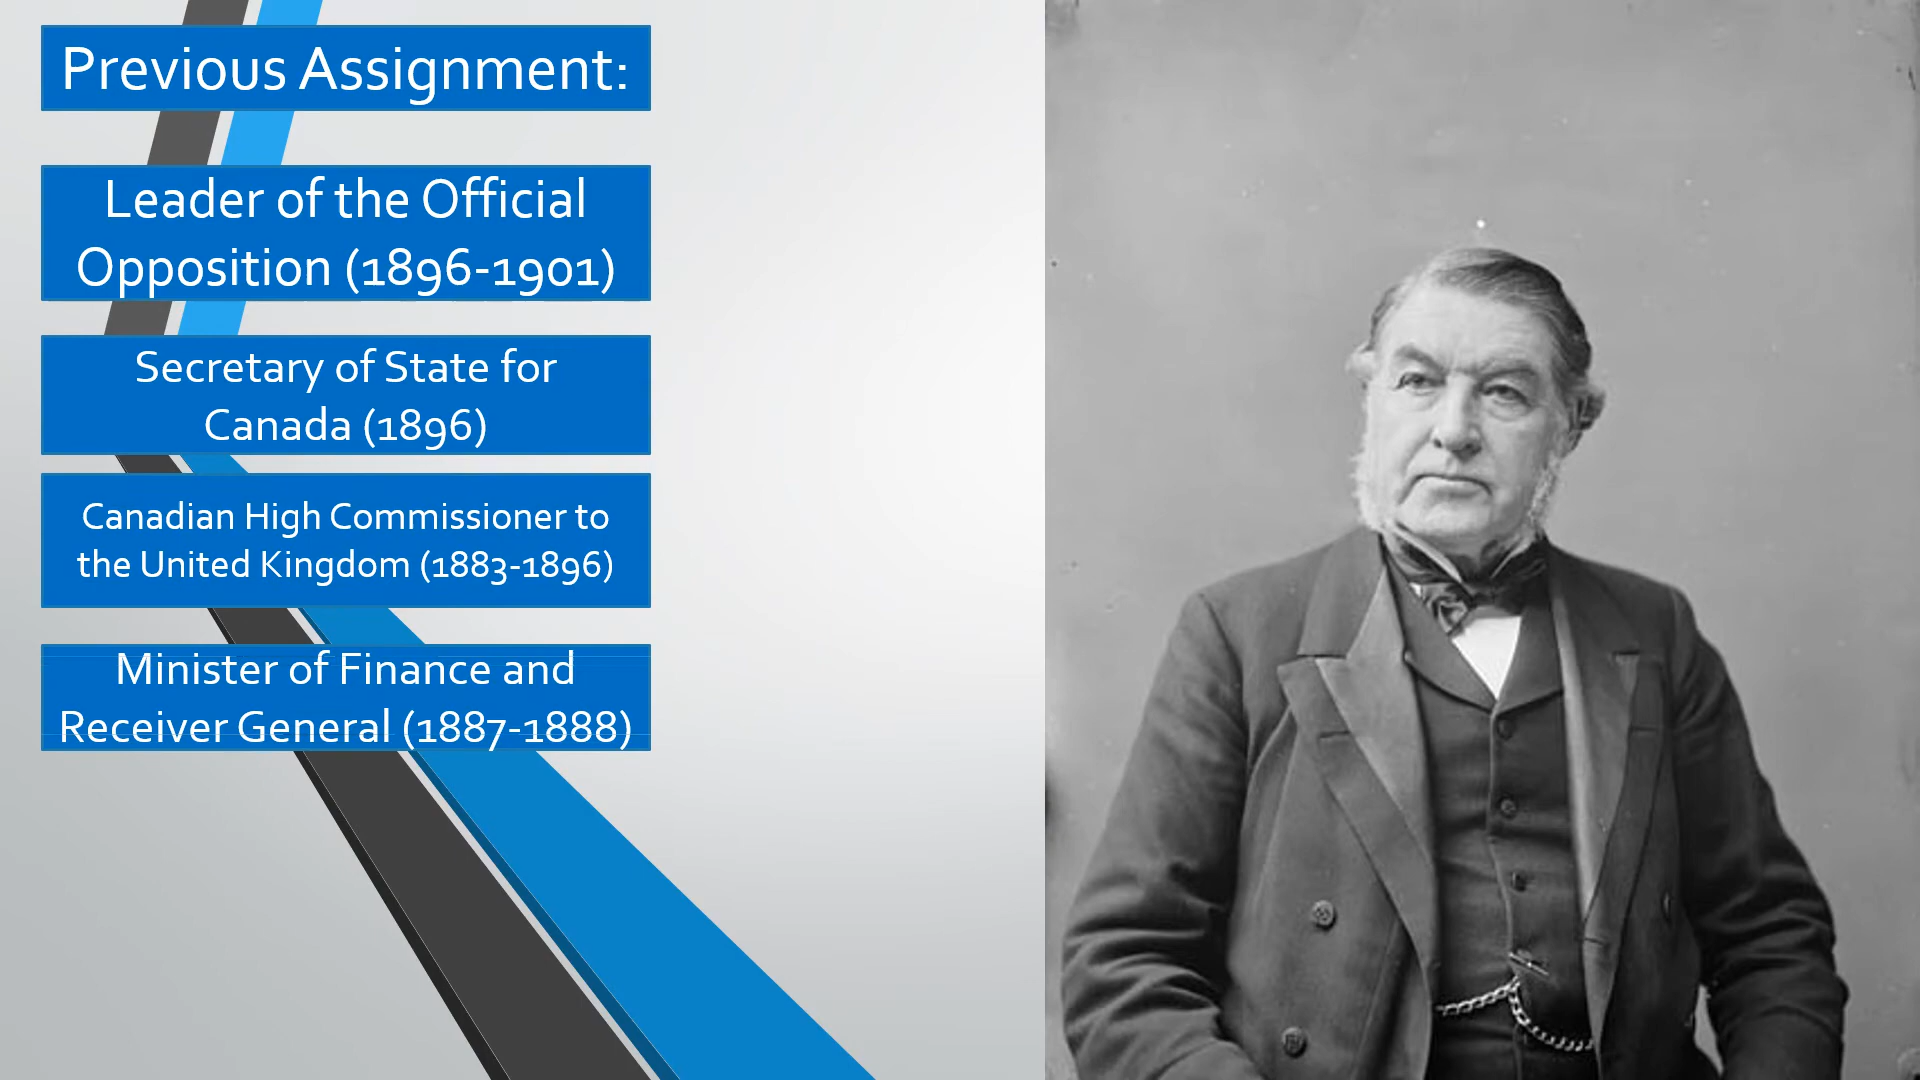 Previous Assignment:
Leader of the Official
Opposition (1896-1901)
Secretary of State for
Canada (1896)
Canadian High Commissioner to
the United Kingdom (1883-1896)
Minister of Finance and
Receiver General (1887-1888)